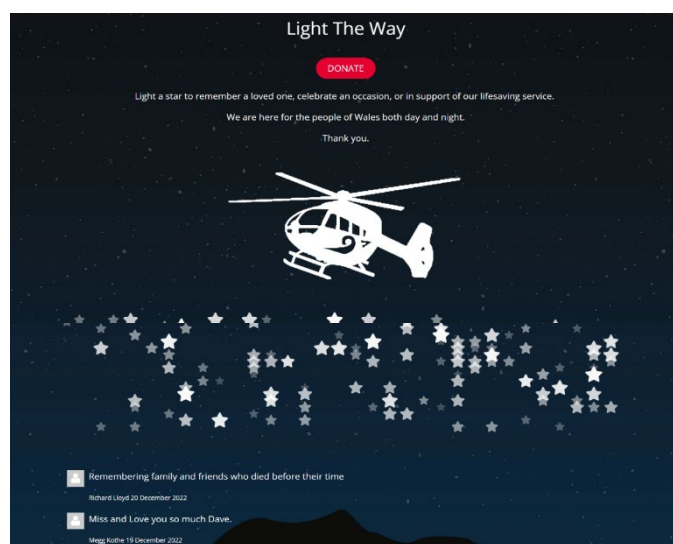 Light The Way
DONATE
Light a star to remember a loved one, celebrate an occasion, or in support of our lifesaving service.
We are here for the people of Wales both day and night.
Thank you.
Remembering family and friends who died before their time
Richard Lloyd 20 December 2022
Miss and Love you so much Dave.
Megg Kothe 19 December 2022